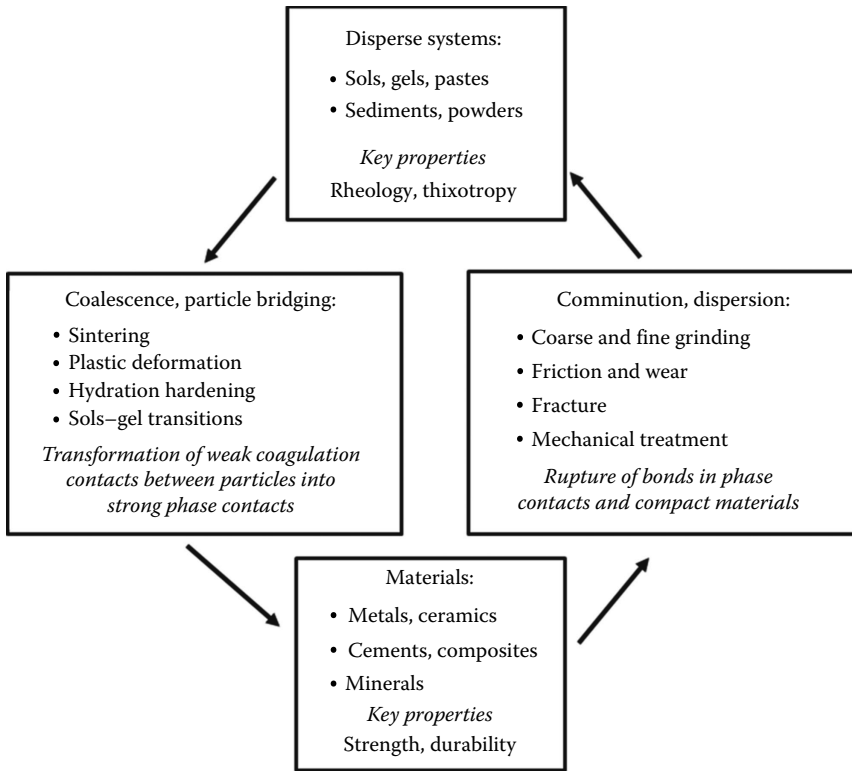 Disperse systems:
• Sols, gels, pastes
• Sediments, powders
Key properties
Rheology, thixotropy
Coalescence, particle bridging:
• Sintering
• Plastic deformation
• Hydration hardening
• Sols–gel transitions
Transformation of weak coagulation
contacts between particles into
strong phase contacts
Comminution, dispersion:
• Coarse and fine grinding
• Friction and wear
• Fracture
• Mechanical treatment
Rupture of bonds in phase
contacts and compact materials
Materials:
• Metals, ceramics
• Cements, composites
• Minerals
Key properties
Strength, durability